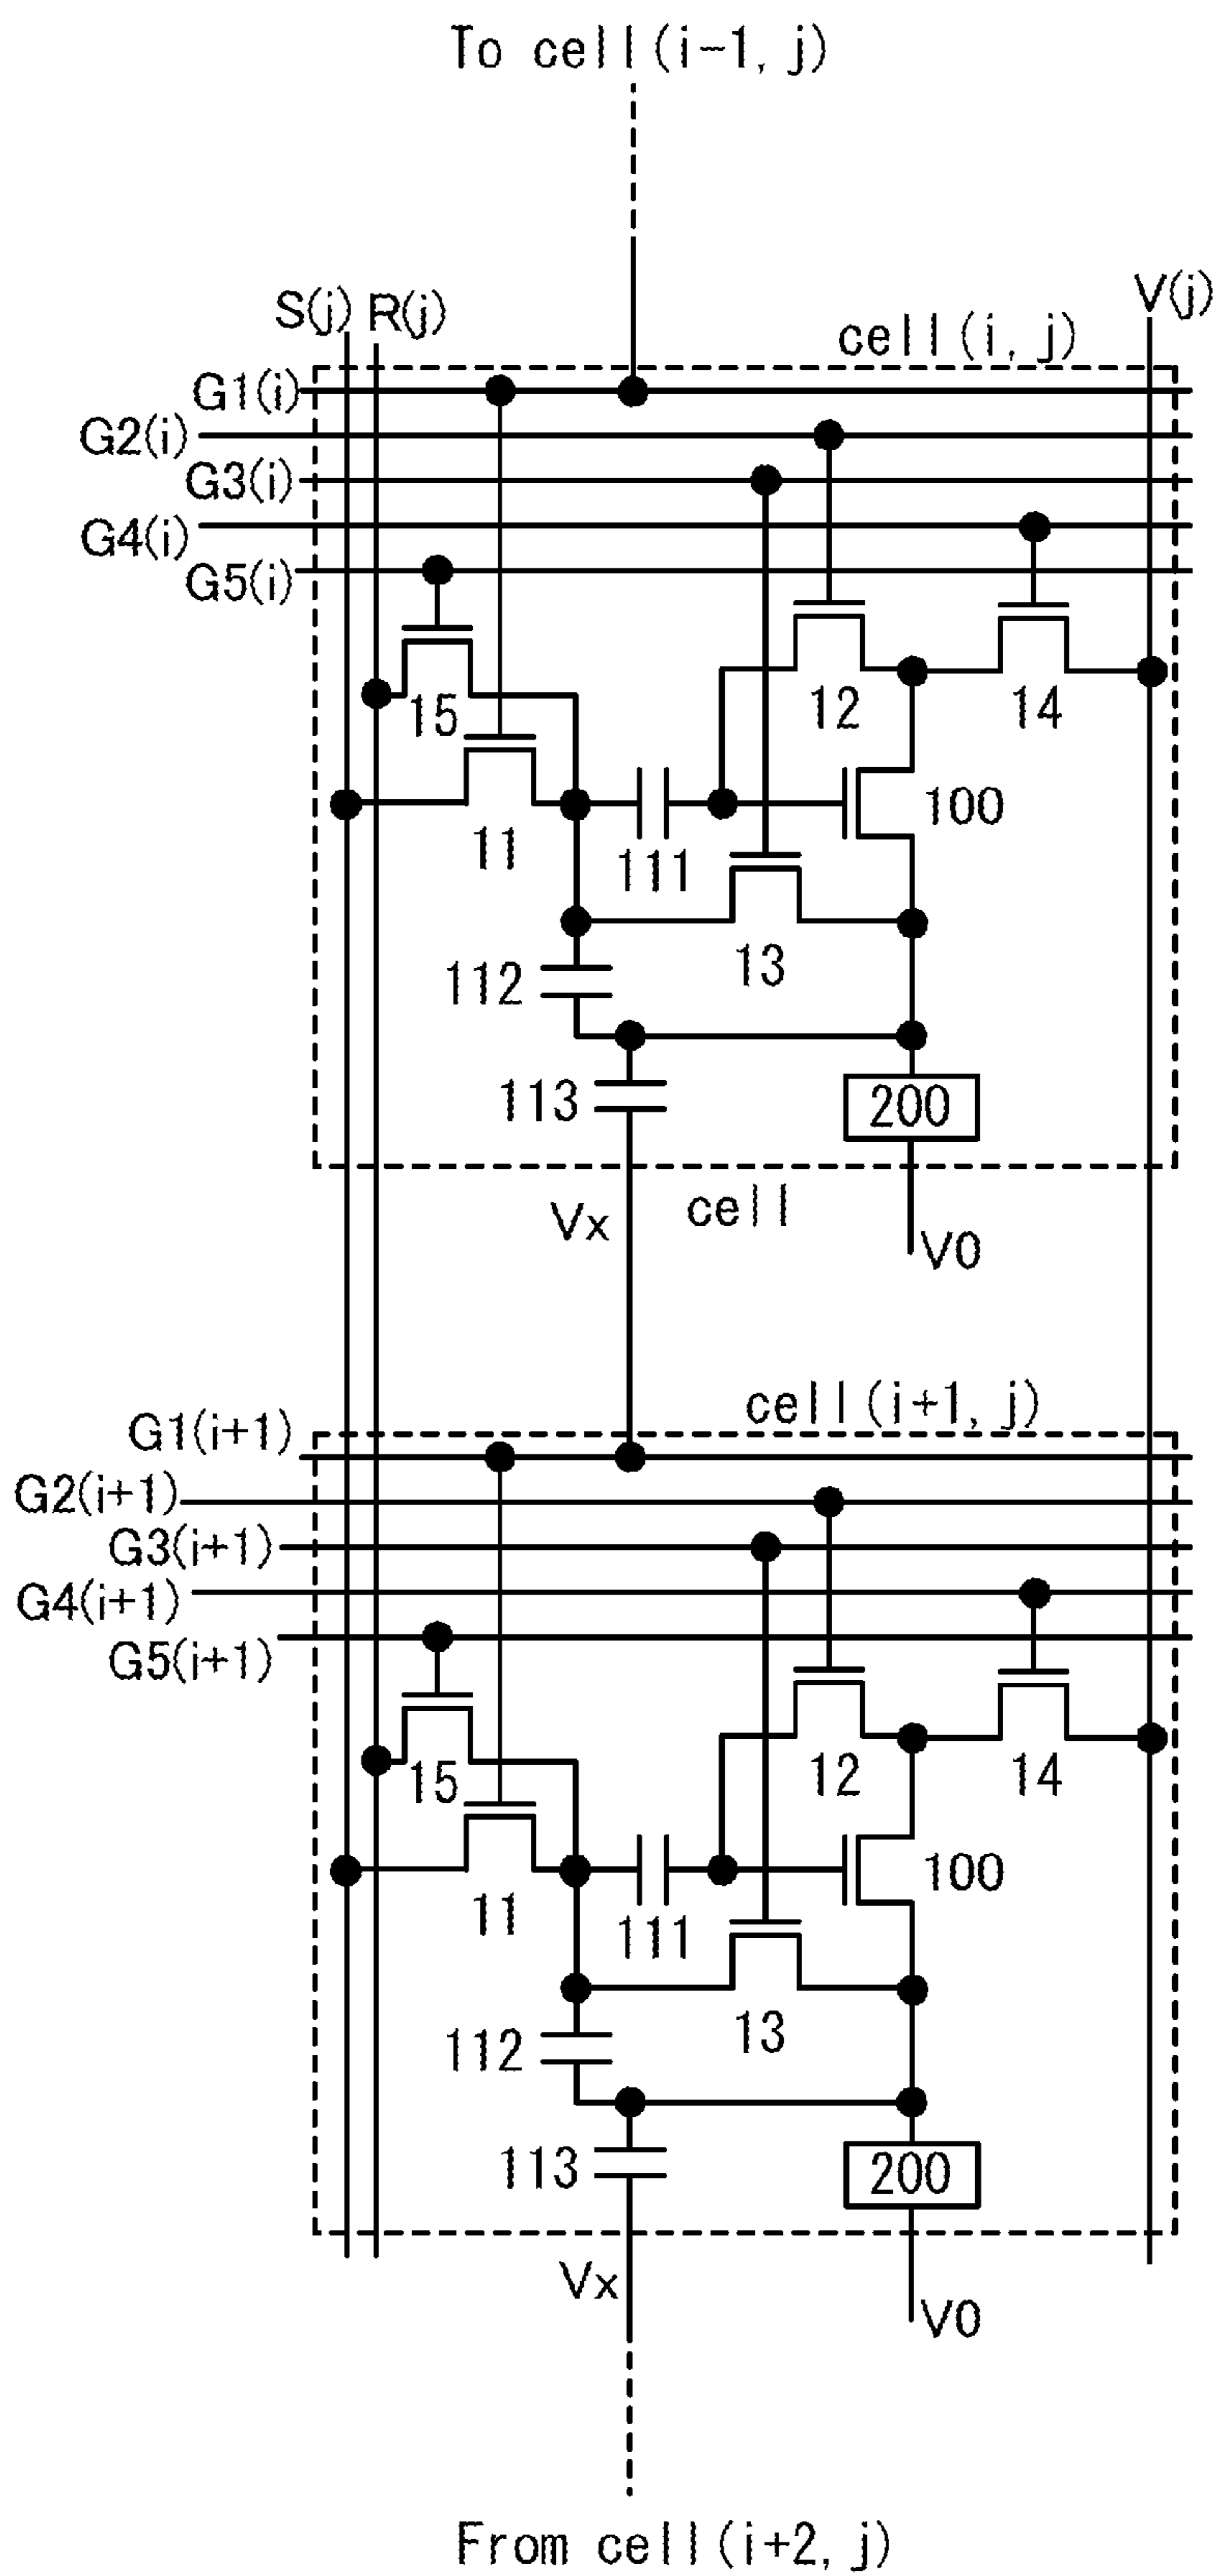 To cell(i-1, j)
S(j) R(j) V(j)
cell(i, j)
G1(i)
G2(i)
G3(i)
G4(i)
G5(i)
15 12 14
11 111 100
112 13
113 200
Vx cell V0
cell(i+1, j)
G1(i+1)
G2(i+1)
G3(i+1)
G4(i+1)
G5(i+1)
15 12 14
11 111 100
112 13
113 200
Vx V0
From cell(i+2, j)